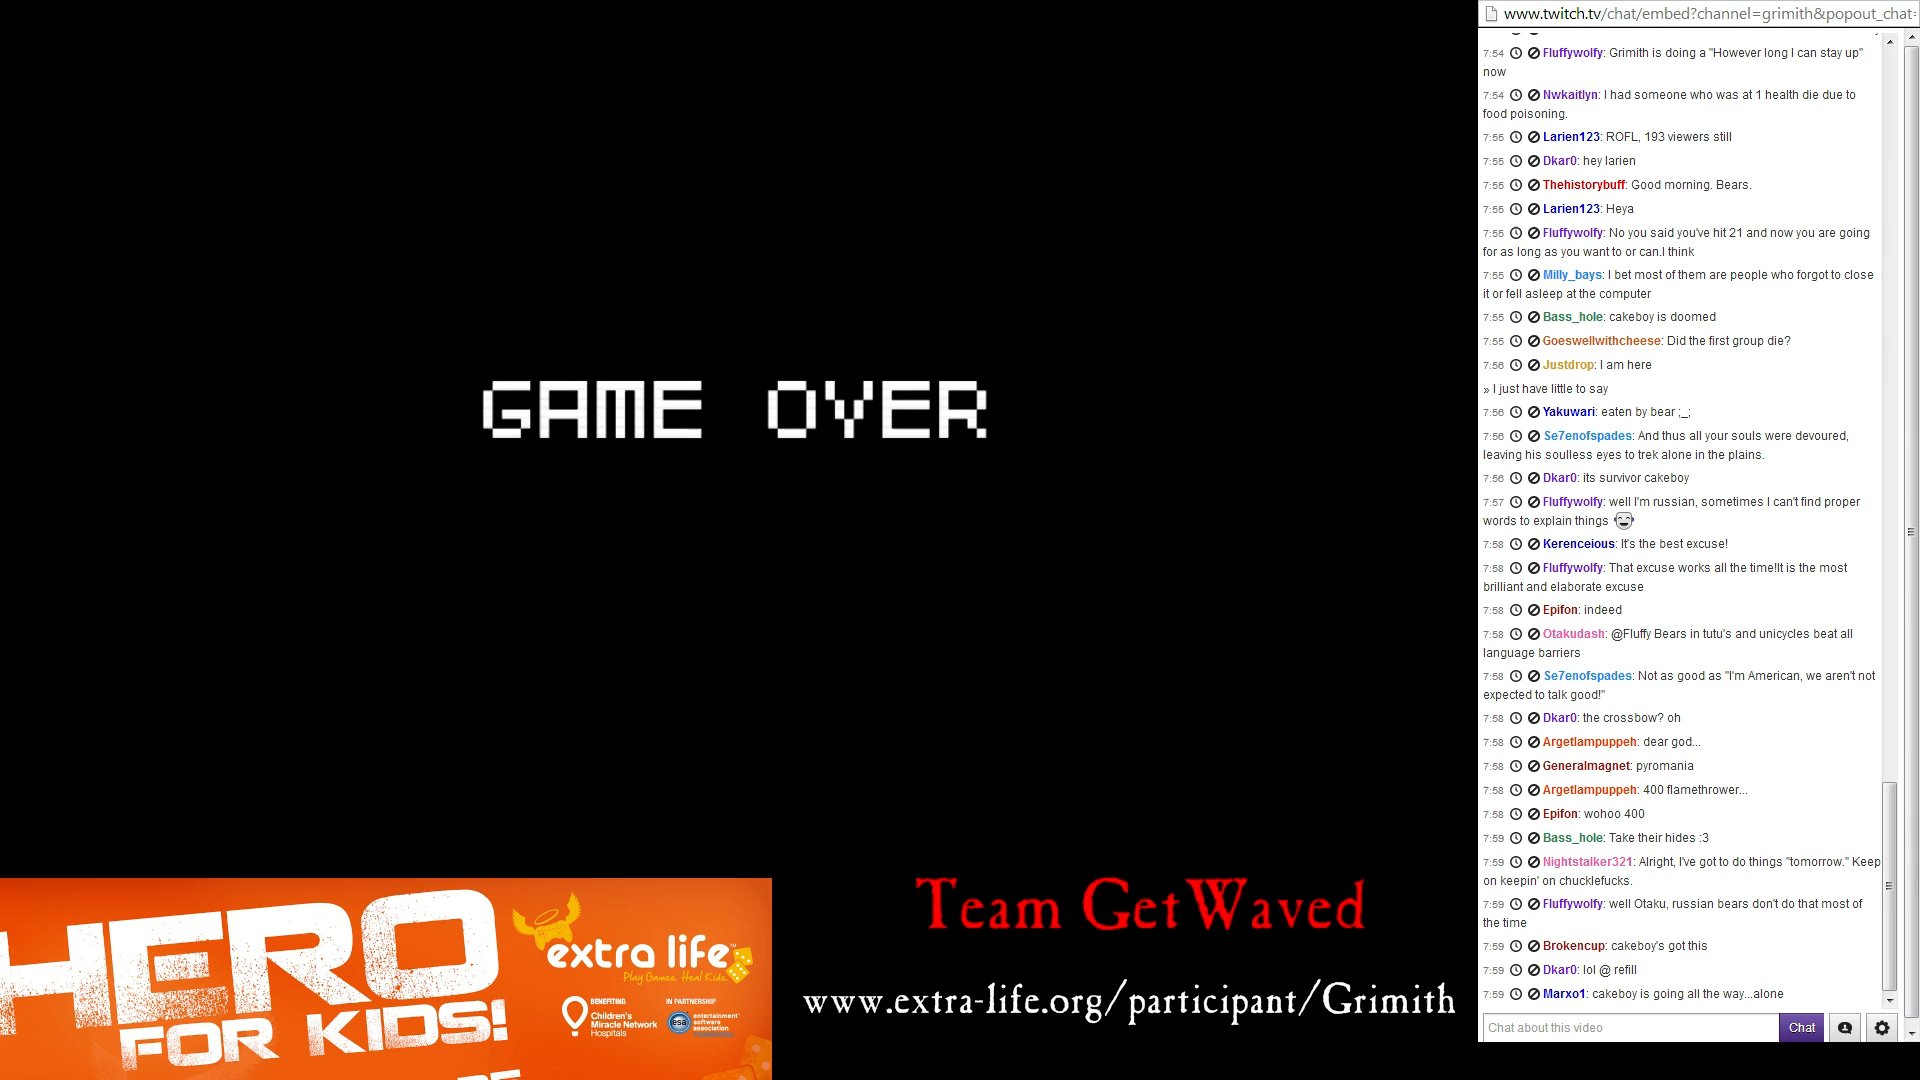 GAME OVER
HERO
FOR KIDS!
extra life™
Play Games. Heal Kids.
BENEFITING
Children's
Miracle Network
Hospitals
IN PARTNERSHIP
esa
entertainment
software
association
Team GetWaved
www.extra-life.org/participant/Grimith
www.twitch.tv/chat/embed?channel=grimith&popout_chat=
7:54 Fluffywolfy: Grimith is doing a "However long I can stay up"
now
7:54 Nwkaitlyn: I had someone who was at 1 health die due to
food poisoning.
7:55 Larien123: ROFL, 193 viewers still
7:55 Dkar0: hey larien
7:55 Thehistorybuff: Good morning. Bears.
7:55 Larien123: Heya
7:55 Fluffywolfy: No you said you've hit 21 and now you are going
for as long as you want to or can.I think
7:55 Milly_bays: I bet most of them are people who forgot to close
it or fell asleep at the computer
7:55 Bass_hole: cakeboy is doomed
7:55 Goeswellwithcheese: Did the first group die?
7:56 Justdrop: I am here
» I just have little to say
7:56 Yakuwari: eaten by bear ;_;
7:56 Se7enofspades: And thus all your souls were devoured,
leaving his soulless eyes to trek alone in the plains.
7:56 Dkar0: its survivor cakeboy
7:57 Fluffywolfy: well I'm russian, sometimes I can't find proper
words to explain things
7:58 Kerenceious: It's the best excuse!
7:58 Fluffywolfy: That excuse works all the time!It is the most
brilliant and elaborate excuse
7:58 Epifon: indeed
7:58 Otakudash: @Fluffy Bears in tutu's and unicycles beat all
language barriers
7:58 Se7enofspades: Not as good as "I'm American, we aren't not
expected to talk good!"
7:58 Dkar0: the crossbow? oh
7:58 Argetlampuppeh: dear god...
7:58 Generalmagnet: pyromania
7:58 Argetlampuppeh: 400 flamethrower...
7:58 Epifon: wohoo 400
7:59 Bass_hole: Take their hides :3
7:59 Nightstalker321: Alright, I've got to do things "tomorrow." Keep
on keepin' on chucklefucks.
7:59 Fluffywolfy: well Otaku, russian bears don't do that most of
the time
7:59 Brokencup: cakeboy's got this
7:59 Dkar0: lol @ refill
7:59 Marxo1: cakeboy is going all the way...alone
Chat about this video
Chat